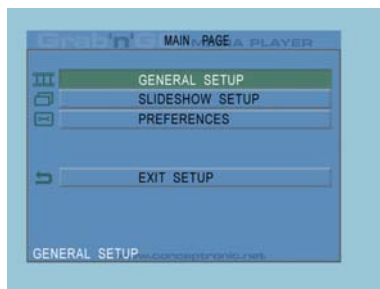 MAIN PAGE
GENERAL SETUP
SLIDESHOW SETUP
PREFERENCES
EXIT SETUP
GENERAL SETUP